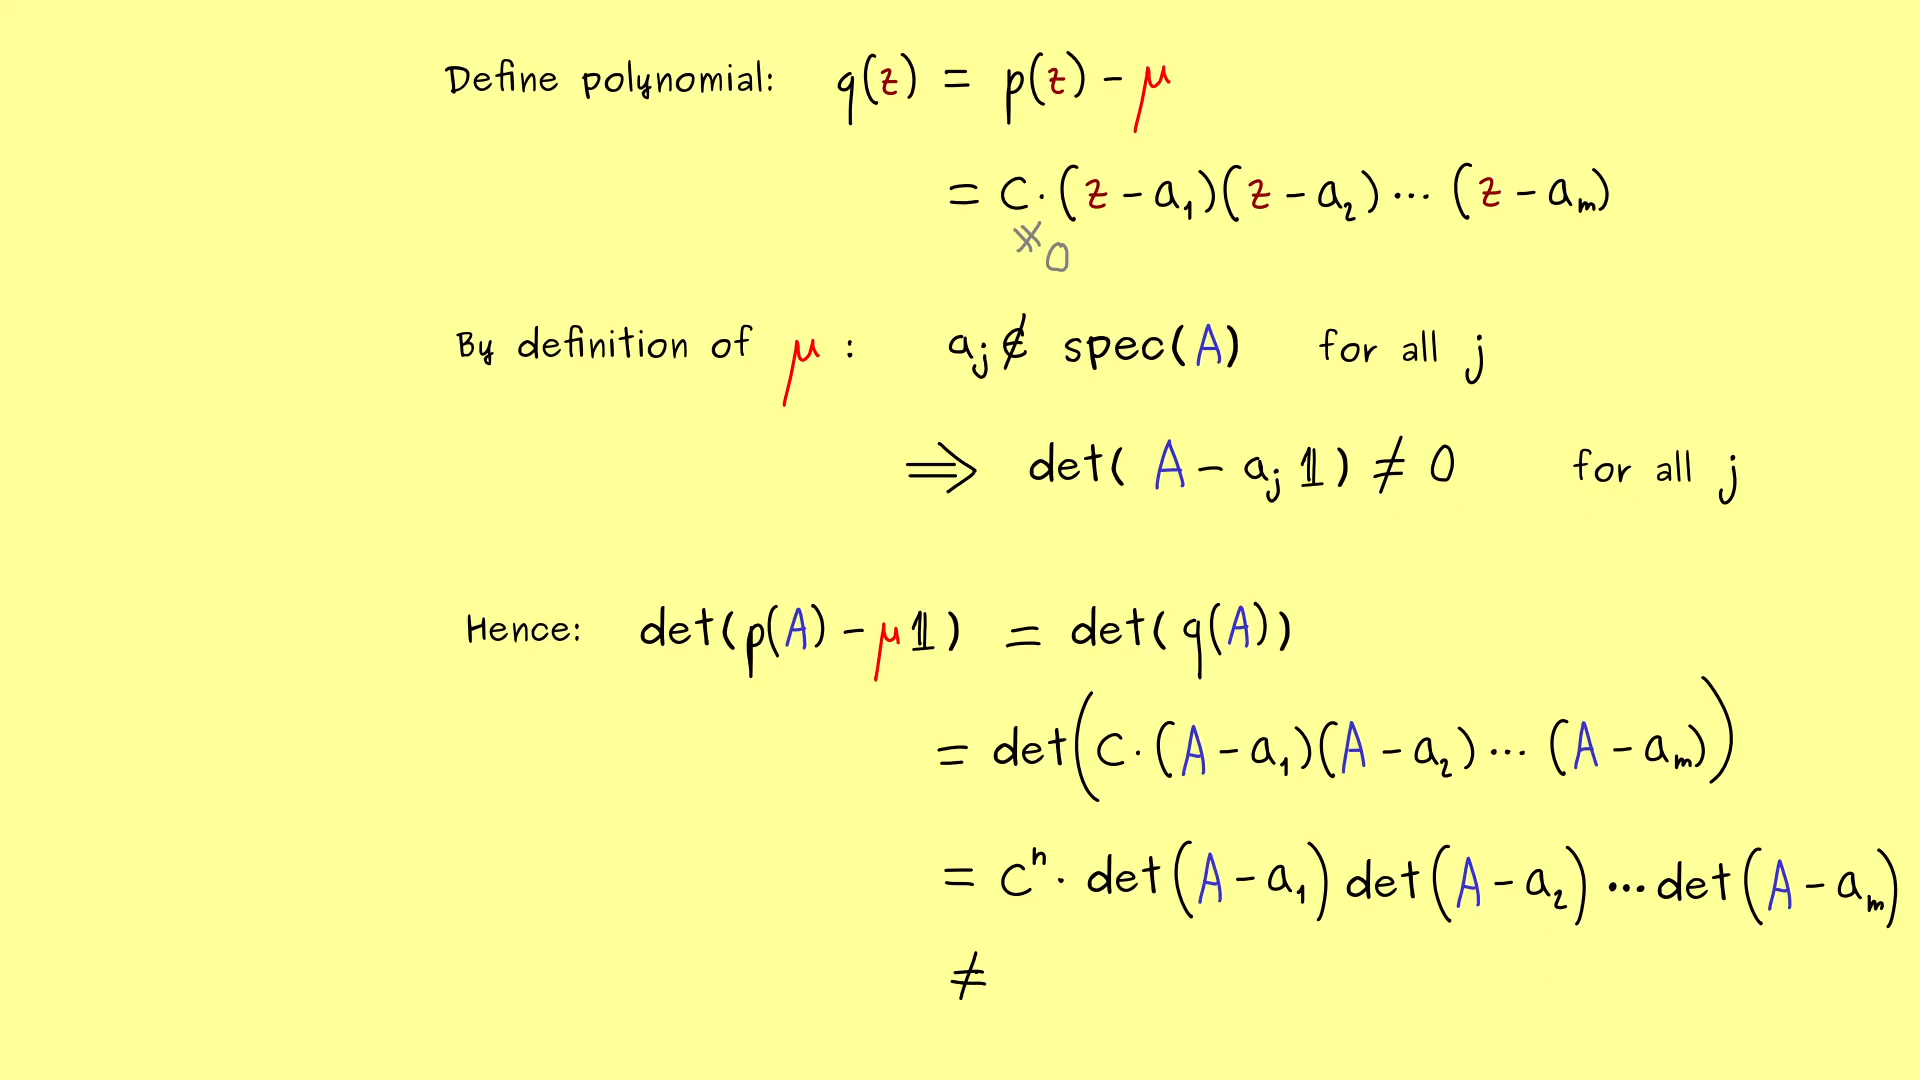 Define polynomial: q(z) = p(z) - μ
= c · (z - a₁)(z - a₂) ··· (z - aₘ)
≠ 0
By definition of μ : aⱼ ∉ spec(A) for all j
⟹ det( A - aⱼ 𝟙 ) ≠ 0 for all j
Hence: det(p(A) - μ𝟙) = det(q(A))
= det(c · (A - a₁)(A - a₂) ··· (A - aₘ))
= cⁿ · det(A - a₁) det(A - a₂) ··· det(A - aₘ)
≠